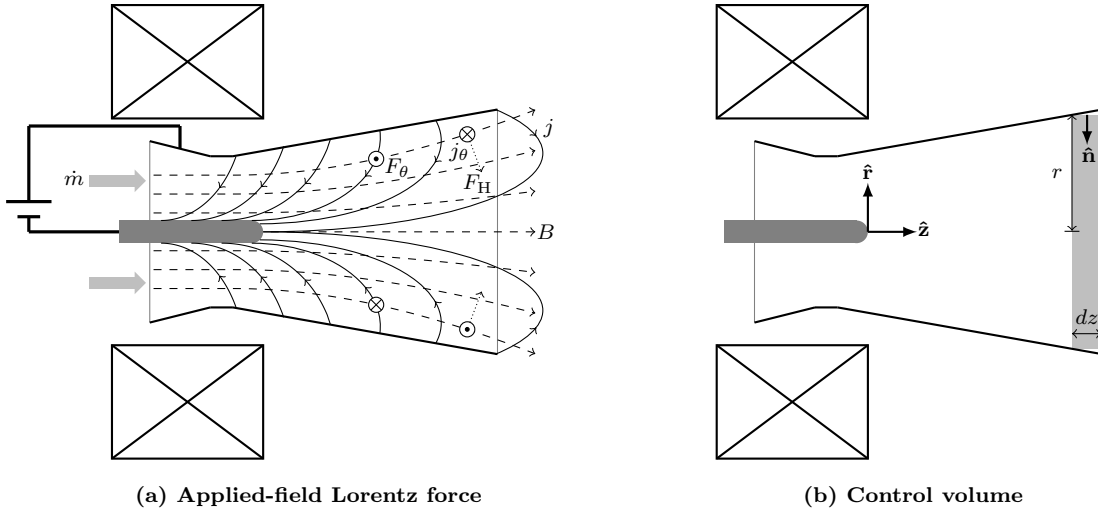 ṁ
j
j_θ
F_θ
F_H
B
(a) Applied-field Lorentz force
r̂
n̂
r
ẑ
dz
(b) Control volume